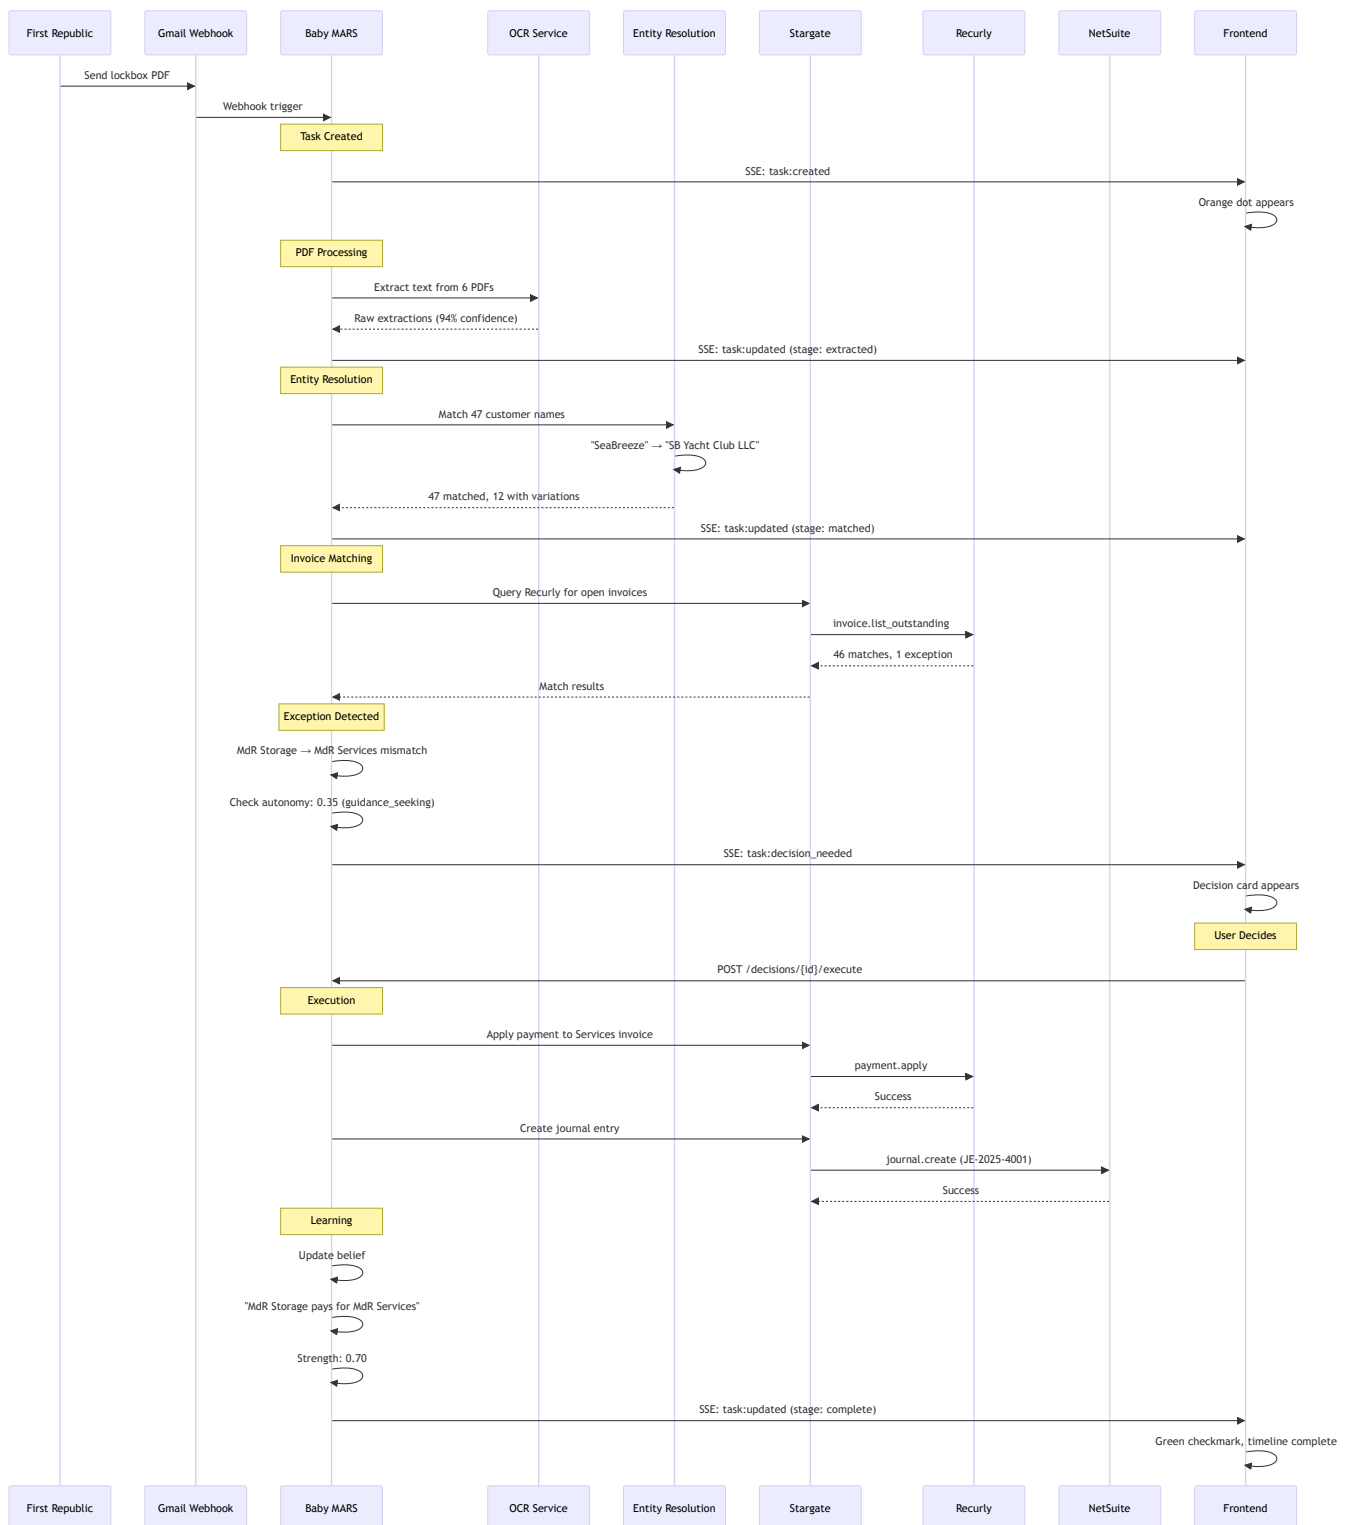 First Republic
Gmail Webhook
Baby MARS
OCR Service
Entity Resolution
Stargate
Recurly
NetSuite
Frontend
Send lockbox PDF
Webhook trigger
Task Created
SSE: task:created
Orange dot appears
PDF Processing
Extract text from 6 PDFs
Raw extractions (94% confidence)
SSE: task:updated (stage: extracted)
Entity Resolution
Match 47 customer names
"SeaBreeze" → "SB Yacht Club LLC"
47 matched, 12 with variations
SSE: task:updated (stage: matched)
Invoice Matching
Query Recurly for open invoices
invoice.list_outstanding
46 matches, 1 exception
Match results
Exception Detected
MdR Storage → MdR Services mismatch
Check autonomy: 0.35 (guidance_seeking)
SSE: task:decision_needed
Decision card appears
User Decides
POST /decisions/{id}/execute
Execution
Apply payment to Services invoice
payment.apply
Success
Create journal entry
journal.create (JE-2025-4001)
Success
Learning
Update belief
"MdR Storage pays for MdR Services"
Strength: 0.70
SSE: task:updated (stage: complete)
Green checkmark, timeline complete
First Republic
Gmail Webhook
Baby MARS
OCR Service
Entity Resolution
Stargate
Recurly
NetSuite
Frontend